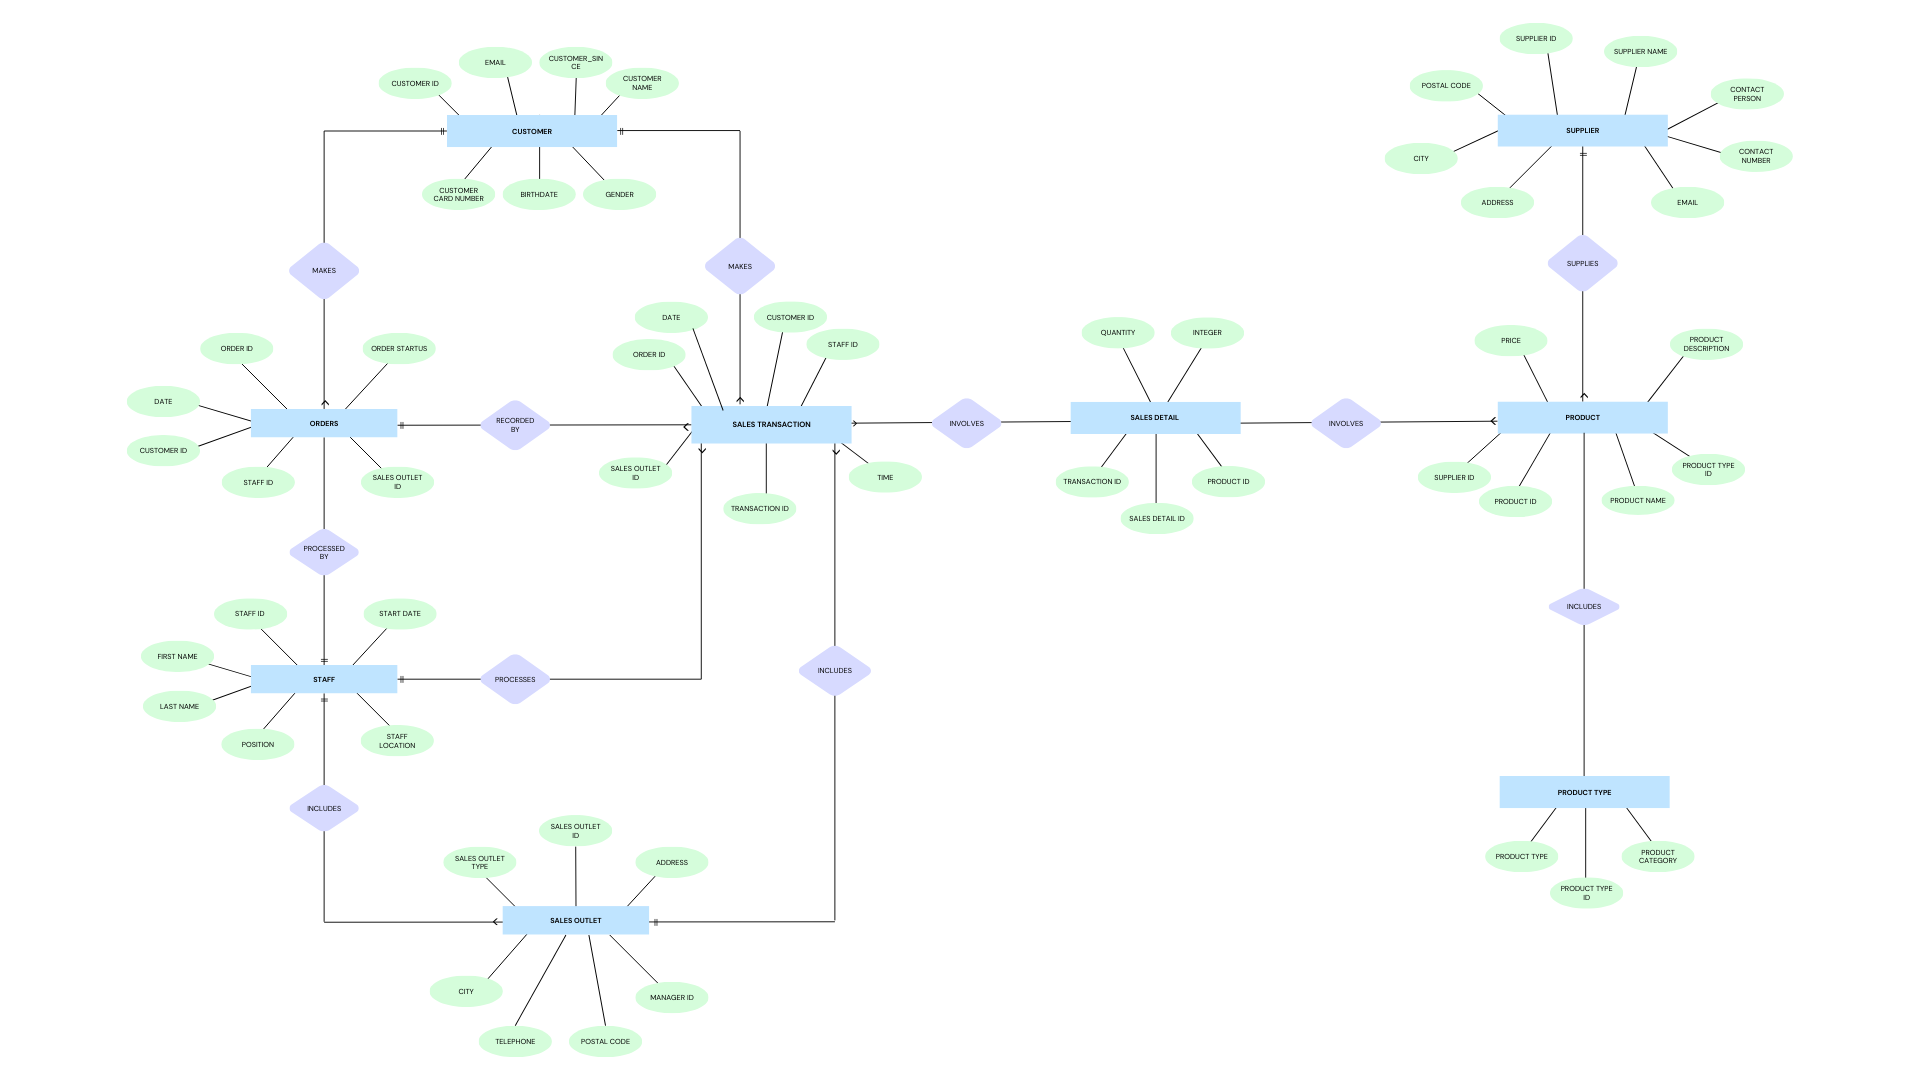 SUPPLIER ID
SUPPLIER NAME
EMAIL
CUSTOMER_SIN
CE
CUSTOMER ID
CUSTOMER
NAME
POSTAL CODE
CONTACT
PERSON
CUSTOMER
SUPPLIER
CITY
CONTACT
NUMBER
CUSTOMER
CARD NUMBER
BIRTHDATE
GENDER
ADDRESS
EMAIL
MAKES
MAKES
SUPPLIES
DATE
CUSTOMER ID
QUANTITY
INTEGER
PRICE
PRODUCT
DESCRIPTION
ORDER ID
ORDER STARTUS
ORDER ID
STAFF ID
DATE
ORDERS
RECORDED
BY
SALES TRANSACTION
INVOLVES
SALES DETAIL
INVOLVES
PRODUCT
CUSTOMER ID
STAFF ID
SALES OUTLET
ID
SALES OUTLET
ID
TRANSACTION ID
TIME
TRANSACTION ID
PRODUCT ID
SALES DETAIL ID
SUPPLIER ID
PRODUCT ID
PRODUCT NAME
PRODUCT TYPE
ID
PROCESSED
BY
INCLUDES
STAFF ID
START DATE
FIRST NAME
STAFF
PROCESSES
INCLUDES
LAST NAME
POSITION
STAFF
LOCATION
INCLUDES
PRODUCT TYPE
SALES OUTLET
ID
SALES OUTLET
TYPE
ADDRESS
PRODUCT TYPE
PRODUCT
CATEGORY
PRODUCT TYPE
ID
SALES OUTLET
CITY
MANAGER ID
TELEPHONE
POSTAL CODE